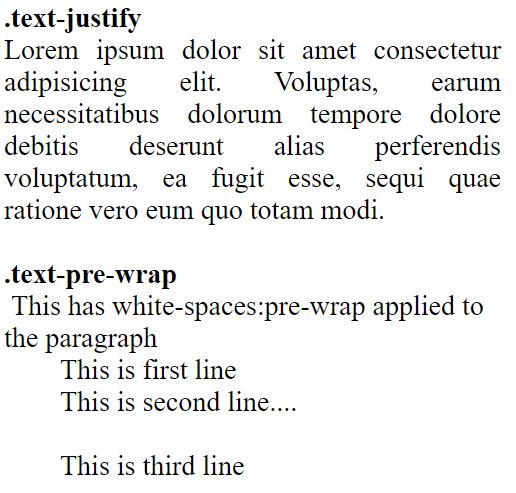 .text-justify
Lorem ipsum dolor sit amet consectetur
adipisicing elit. Voluptas, earum
necessitatibus dolorum tempore dolore
debitis deserunt alias perferendis
voluptatum, ea fugit esse, sequi quae
ratione vero eum quo totam modi.
.text-pre-wrap
This has white-spaces:pre-wrap applied to
the paragraph
This is first line
This is second line....
This is third line